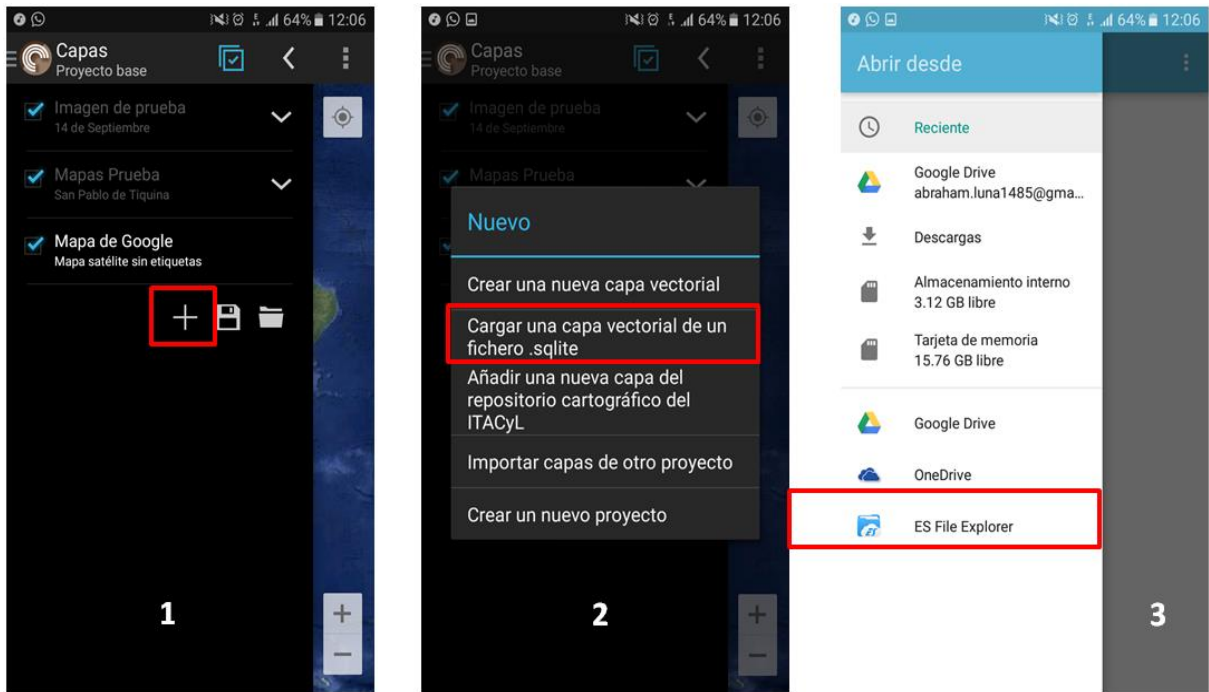 64% 12:06
Capas
Proyecto base
Imagen de prueba
14 de Septiembre
Mapas Prueba
San Pablo de Tiquina
Mapa de Google
Mapa satélite sin etiquetas
1
64% 12:06
Capas
Proyecto base
Imagen de prueba
14 de Septiembre
Mapas Prueba
Nuevo
Crear una nueva capa vectorial
Cargar una capa vectorial de un
fichero .sqlite
Añadir una nueva capa del
repositorio cartográfico del
ITACyL
Importar capas de otro proyecto
Crear un nuevo proyecto
2
64% 12:06
Abrir desde
Reciente
Google Drive
abraham.luna1485@gma...
Descargas
Almacenamiento interno
3.12 GB libre
Tarjeta de memoria
15.76 GB libre
Google Drive
OneDrive
ES File Explorer
3